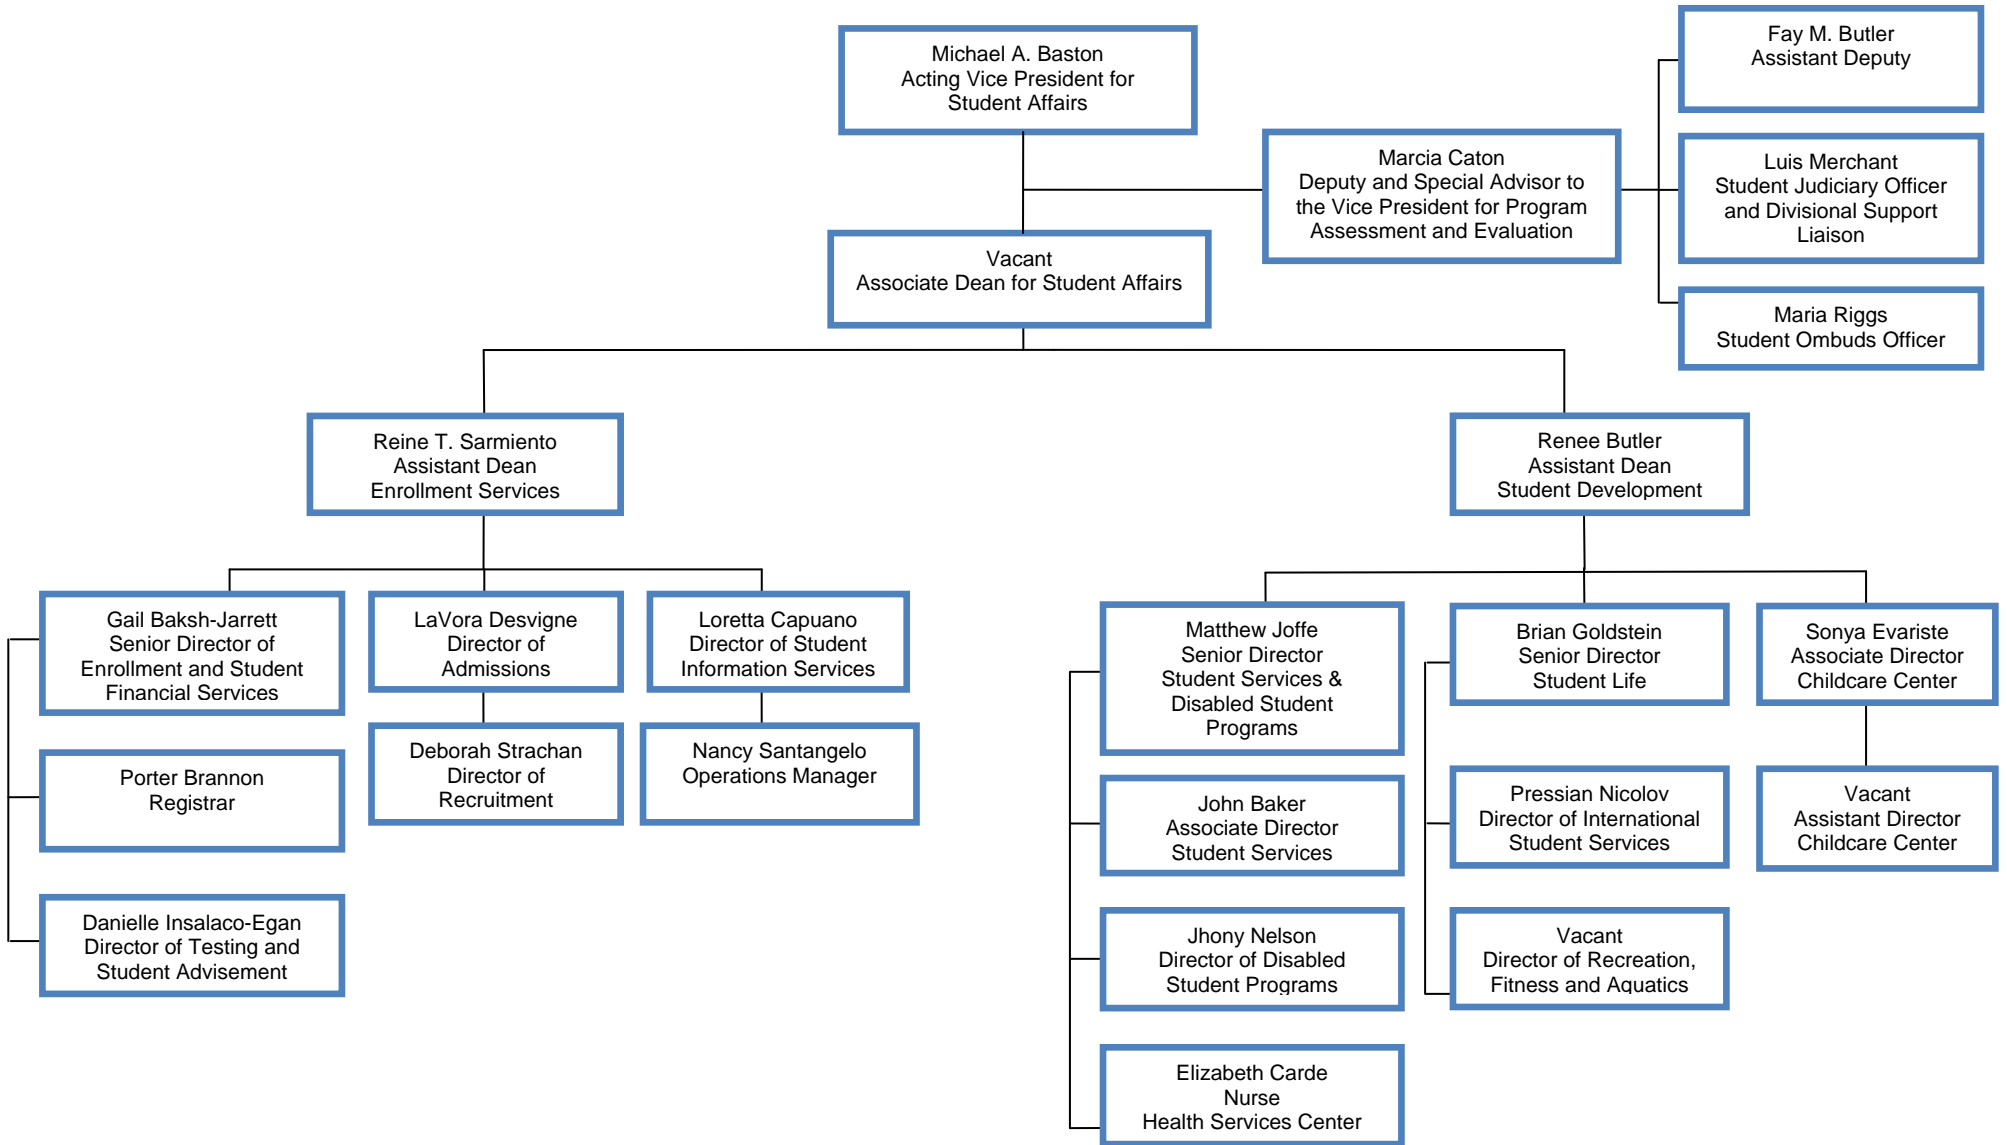 Michael A. Baston
Acting Vice President for
Student Affairs
Fay M. Butler
Assistant Deputy
Marcia Caton
Deputy and Special Advisor to
the Vice President for Program
Assessment and Evaluation
Luis Merchant
Student Judiciary Officer
and Divisional Support
Liaison
Vacant
Associate Dean for Student Affairs
Maria Riggs
Student Ombuds Officer
Reine T. Sarmiento
Assistant Dean
Enrollment Services
Renee Butler
Assistant Dean
Student Development
Gail Baksh-Jarrett
Senior Director of
Enrollment and Student
Financial Services
LaVora Desvigne
Director of
Admissions
Loretta Capuano
Director of Student
Information Services
Matthew Joffe
Senior Director
Student Services &
Disabled Student
Programs
Brian Goldstein
Senior Director
Student Life
Sonya Evariste
Associate Director
Childcare Center
Porter Brannon
Registrar
Deborah Strachan
Director of
Recruitment
Nancy Santangelo
Operations Manager
John Baker
Associate Director
Student Services
Pressian Nicolov
Director of International
Student Services
Vacant
Assistant Director
Childcare Center
Danielle Insalaco-Egan
Director of Testing and
Student Advisement
Jhony Nelson
Director of Disabled
Student Programs
Vacant
Director of Recreation,
Fitness and Aquatics
Elizabeth Carde
Nurse
Health Services Center